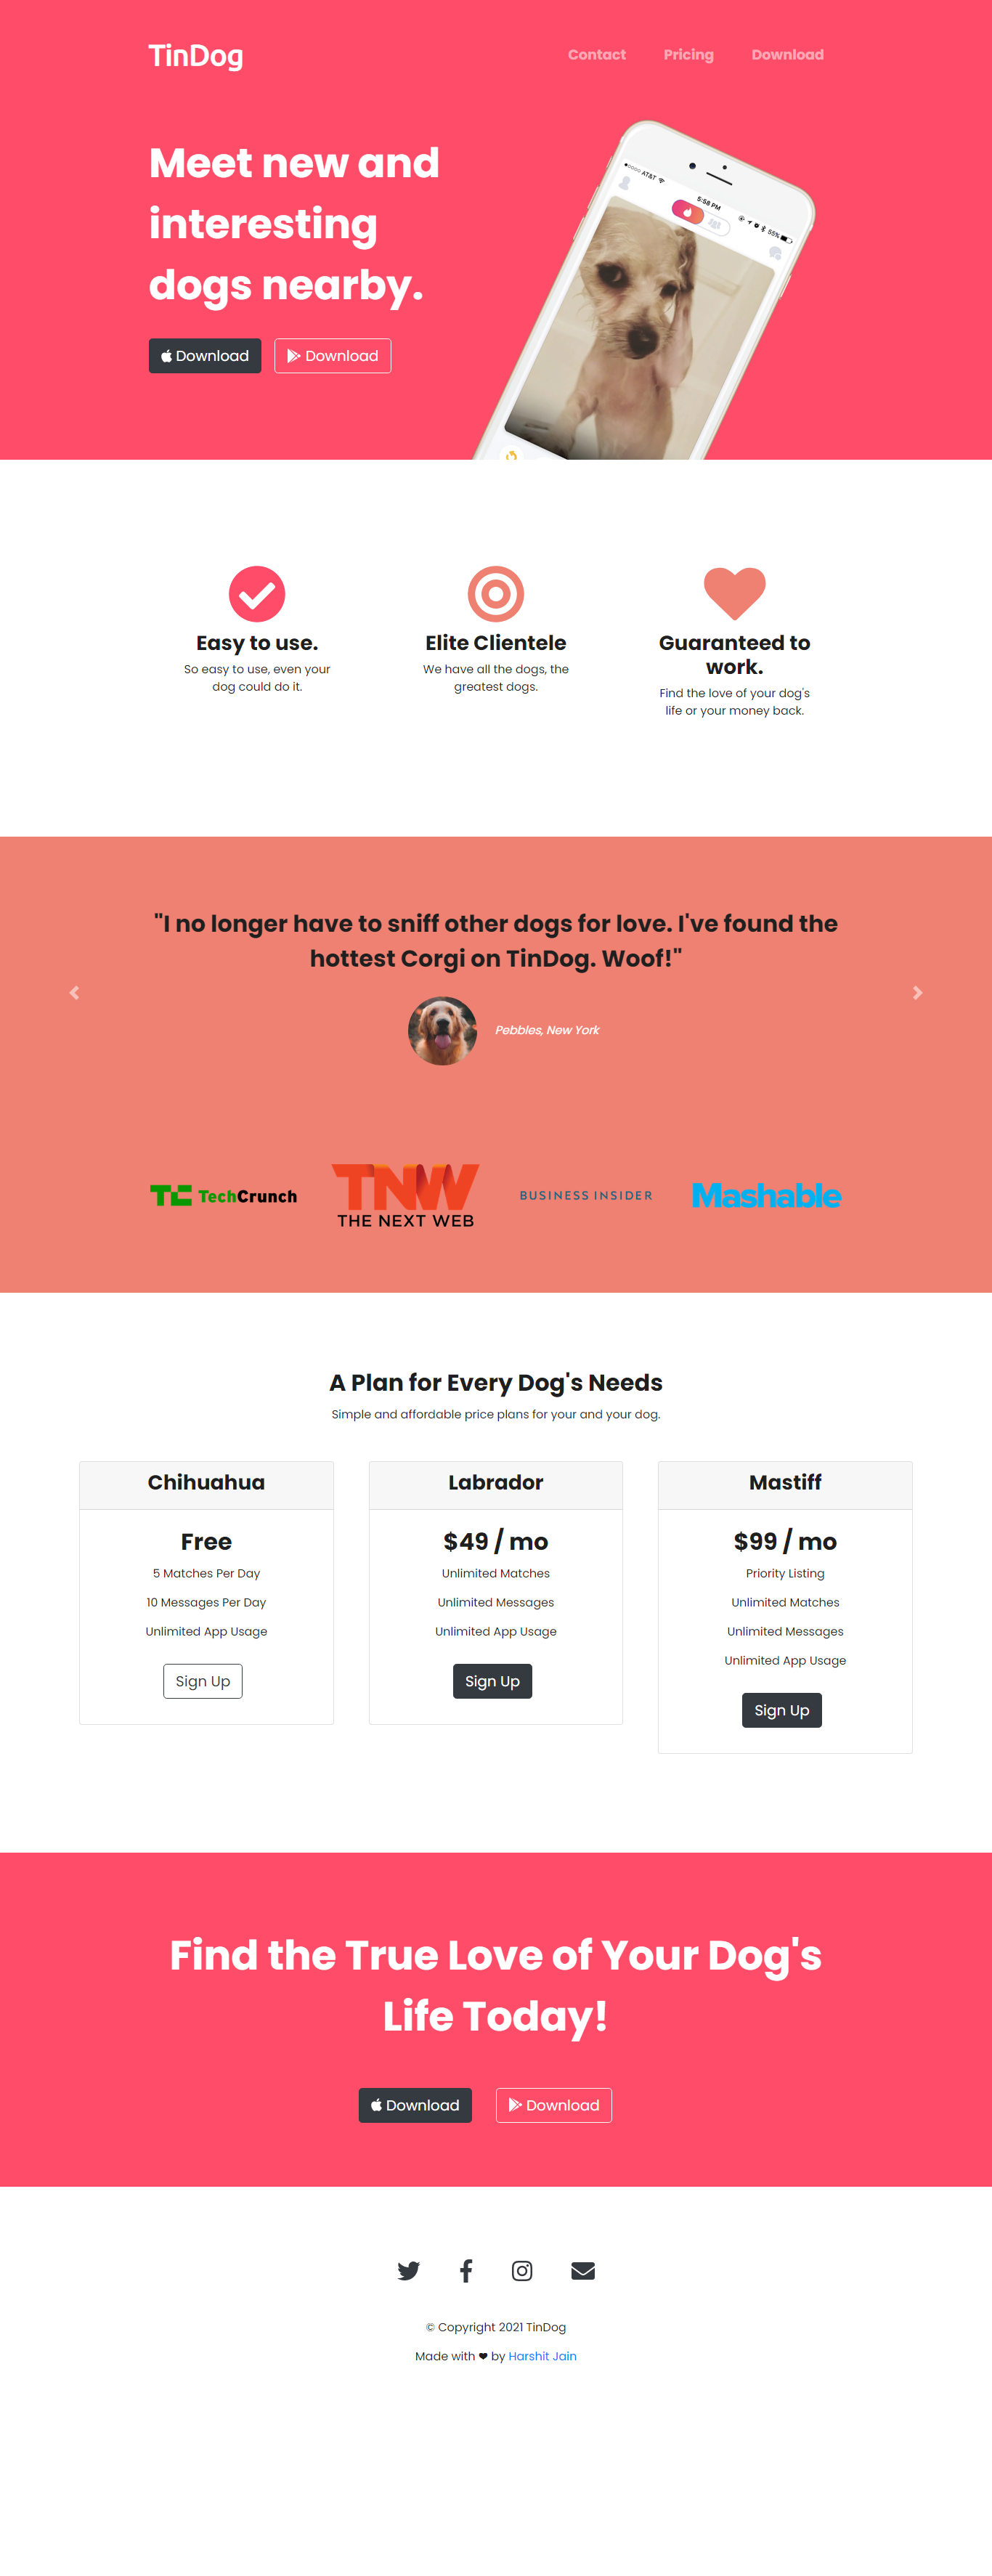 TinDog
Contact Pricing Download
Meet new and
interesting
dogs nearby.
Download Download
AT&T
5:58 PM
55%
Easy to use.
So easy to use, even your
dog could do it.
Elite Clientele
We have all the dogs, the
greatest dogs.
Guaranteed to
work.
Find the love of your dog's
life or your money back.
"I no longer have to sniff other dogs for love. I've found the
hottest Corgi on TinDog. Woof!"
Pebbles, New York
TC TechCrunch
TNW
THE NEXT WEB
BUSINESS INSIDER
Mashable
A Plan for Every Dog's Needs
Simple and affordable price plans for your and your dog.
Chihuahua
Free
5 Matches Per Day
10 Messages Per Day
Unlimited App Usage
Sign Up
Labrador
$49 / mo
Unlimited Matches
Unlimited Messages
Unlimited App Usage
Sign Up
Mastiff
$99 / mo
Priority Listing
Unlimited Matches
Unlimited Messages
Unlimited App Usage
Sign Up
Find the True Love of Your Dog's
Life Today!
Download Download
© Copyright 2021 TinDog
Made with ❤ by Harshit Jain